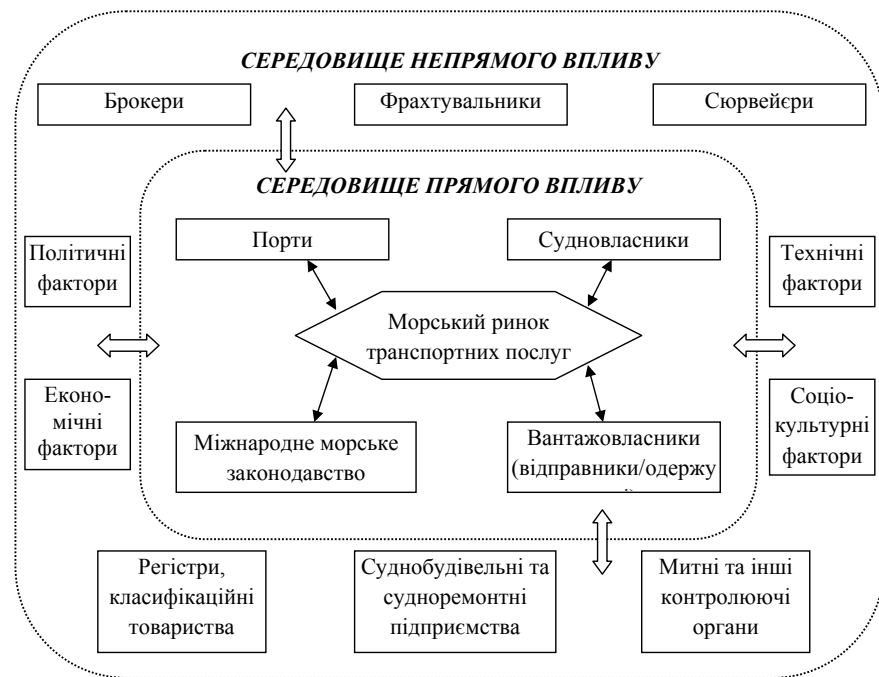 СЕРЕДОВИЩЕ НЕПРЯМОГО ВПЛИВУ
Брокери
Фрахтувальники
Сюрвейєри
СЕРЕДОВИЩЕ ПРЯМОГО ВПЛИВУ
Порти
Судновласники
Політичні
фактори
Технічні
фактори
Морський ринок
транспортних послуг
Еконо-
мічні
фактори
Соціо-
культурні
фактори
Міжнародне морське
законодавство
Вантажовласники
(відправники/одержу
Регістри,
класифікаційні
товариства
Суднобудівельні та
судноремонтні
підприємства
Митні та інші
контролюючі
органи